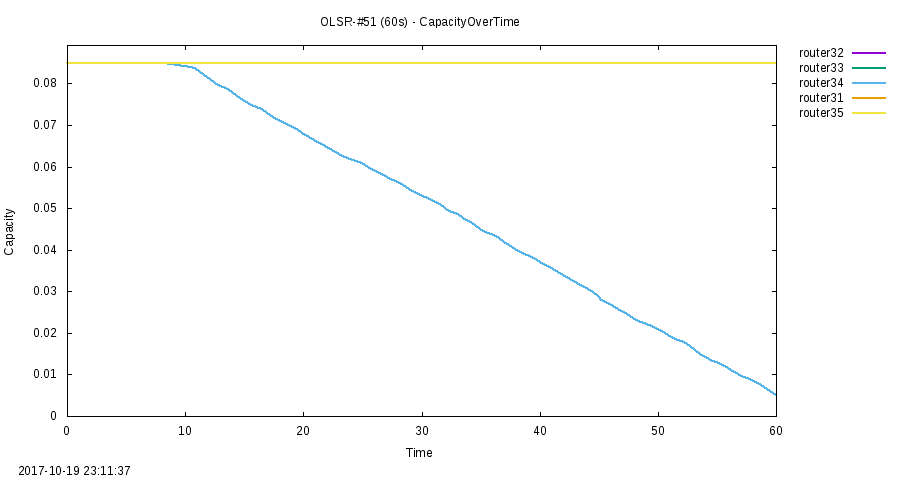 OLSR-#51 (60s) - CapacityOverTime
router32
router33
router34
router31
router35
0.08
0.07
0.06
0.05
0.04
0.03
0.02
0.01
0
Capacity
0 10 20 30 40 50 60
Time
2017-10-19 23:11:37